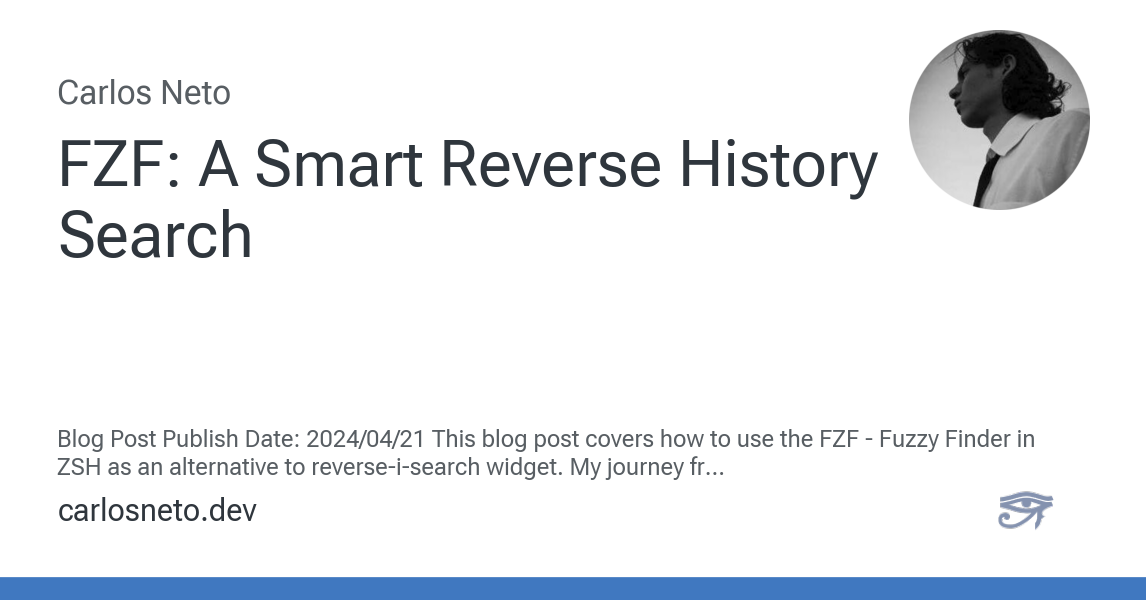 Carlos Neto
FZF: A Smart Reverse History
Search
Blog Post Publish Date: 2024/04/21 This blog post covers how to use the FZF - Fuzzy Finder in
ZSH as an alternative to reverse-i-search widget. My journey fr...
carlosneto.dev